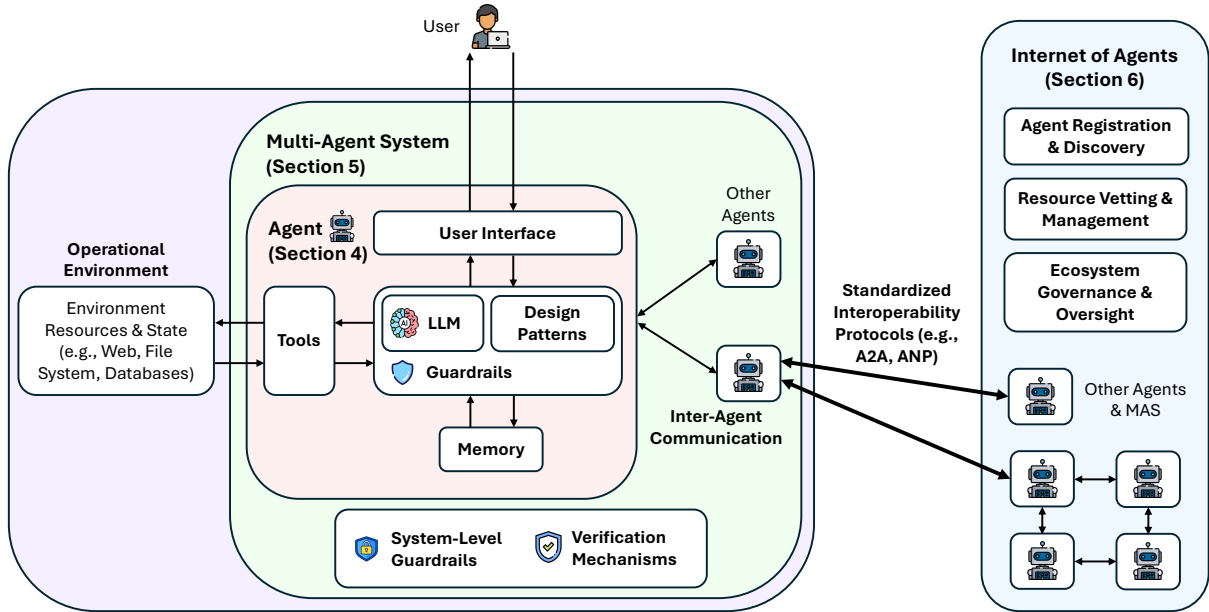 User
Multi-Agent System
(Section 5)
Agent
(Section 4)
User Interface
Operational
Environment
Environment
Resources & State
(e.g., Web, File
System, Databases)
Tools
AI
LLM
Design
Patterns
Guardrails
Memory
Other
Agents
Inter-Agent
Communication
System-Level
Guardrails
Verification
Mechanisms
Standardized
Interoperability
Protocols (e.g.,
A2A, ANP)
Internet of Agents
(Section 6)
Agent Registration
& Discovery
Resource Vetting &
Management
Ecosystem
Governance &
Oversight
Other Agents
& MAS